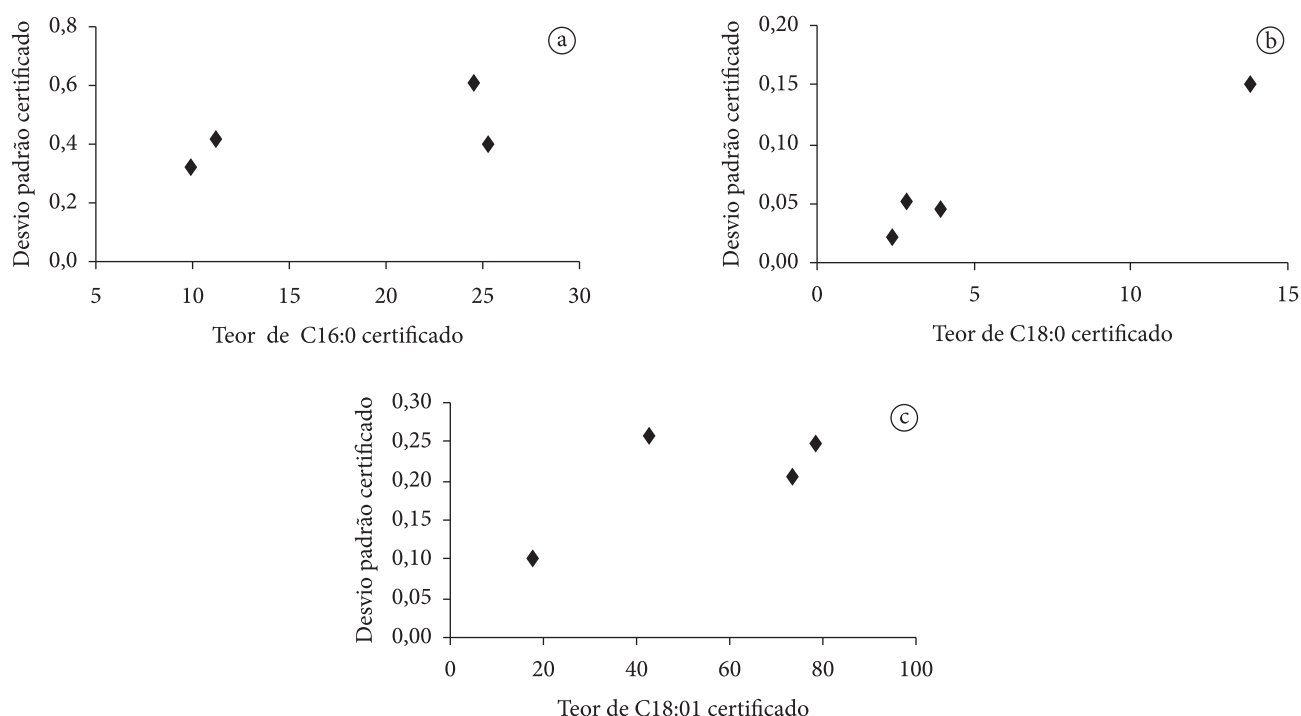 Desvio padrão certificado
0,8
0,6
0,4
0,2
0,0
5 10 15 20 25 30
Teor de C16:0 certificado
a
Desvio padrão certificado
0,20
0,15
0,10
0,05
0,00
0 5 10 15
Teor de C18:0 certificado
b
Desvio padrão certificado
0,30
0,25
0,20
0,15
0,10
0,05
0,00
0 20 40 60 80 100
Teor de C18:01 certificado
c